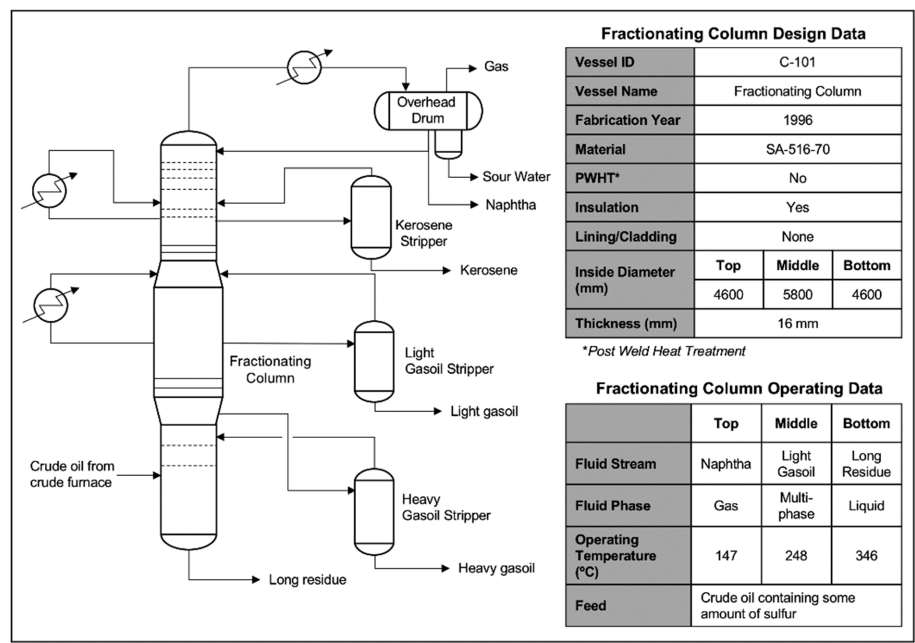 Gas
Overhead
Drum
Sour Water
Naphtha
Kerosene
Stripper
Kerosene
Light
Gasoil Stripper
Fractionating
Column
Light gasoil
Crude oil from
crude furnace
Heavy
Gasoil Stripper
Heavy gasoil
Long residue
Fractionating Column Design Data
Vessel ID C-101
Vessel Name Fractionating Column
Fabrication Year 1996
Material SA-516-70
PWHT* No
Insulation Yes
Lining/Cladding None
Inside Diameter
(mm)
Top Middle Bottom
4600 5800 4600
Thickness (mm) 16 mm
*Post Weld Heat Treatment
Fractionating Column Operating Data
Top Middle Bottom
Fluid Stream Naphtha Light
Gasoil Long
Residue
Fluid Phase Gas Multi-
phase Liquid
Operating
Temperature
(ºC) 147 248 346
Feed Crude oil containing some
amount of sulfur